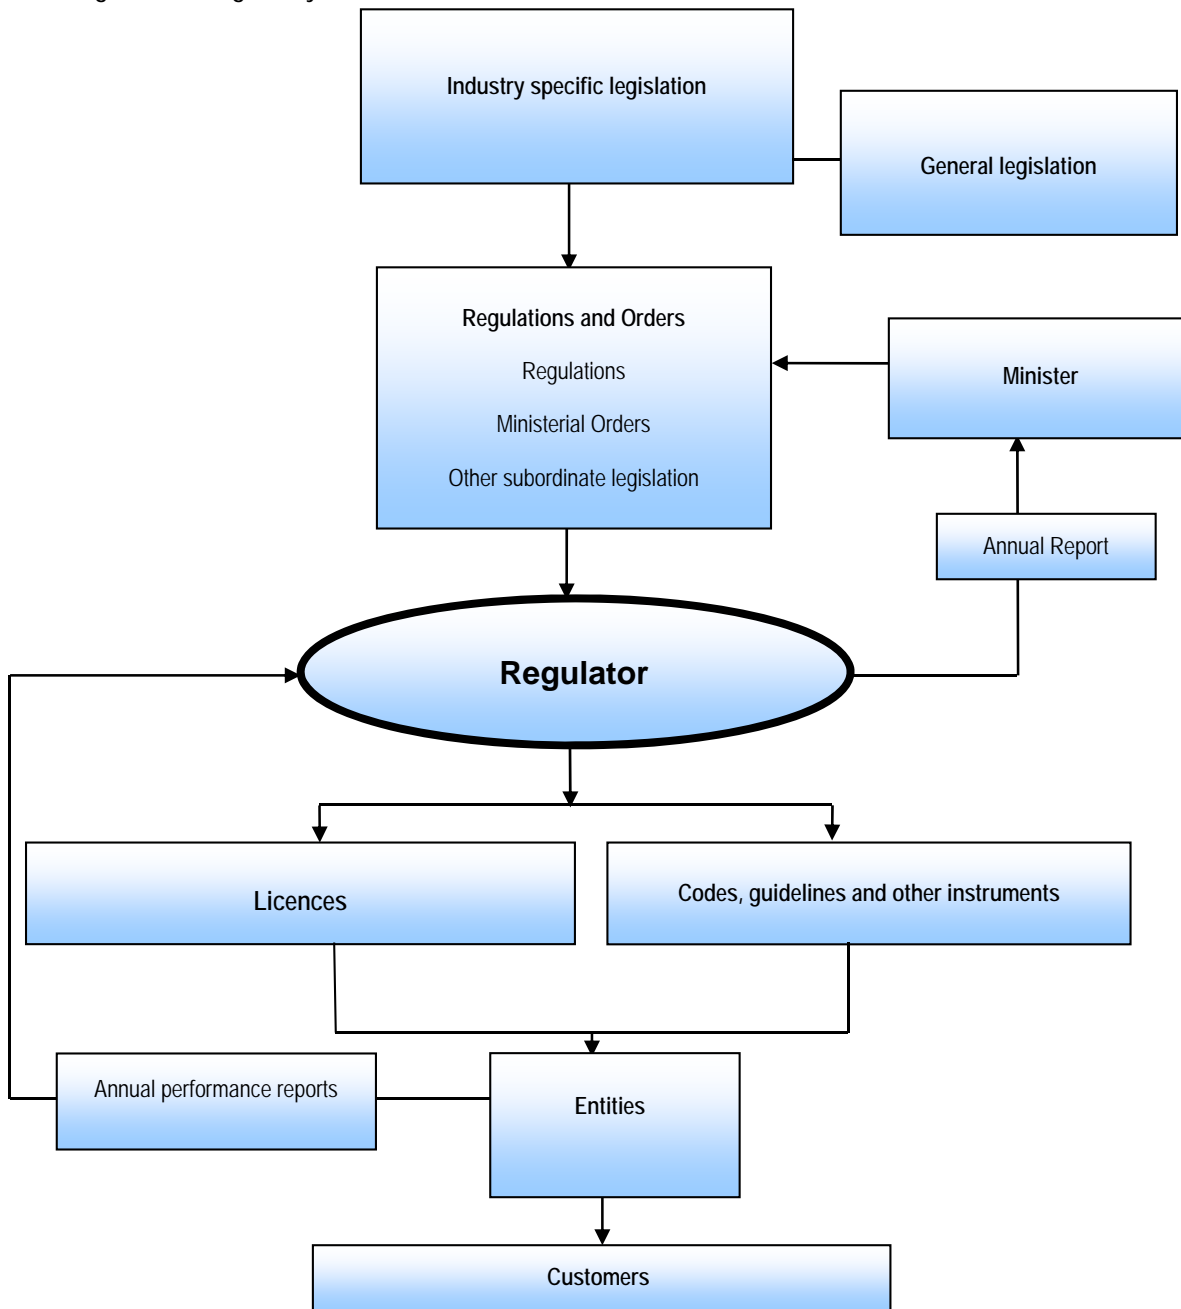 Industry specific legislation
General legislation
Regulations and Orders
Regulations
Ministerial Orders
Other subordinate legislation
Minister
Annual Report
Regulator
Licences
Codes, guidelines and other instruments
Annual performance reports
Entities
Customers